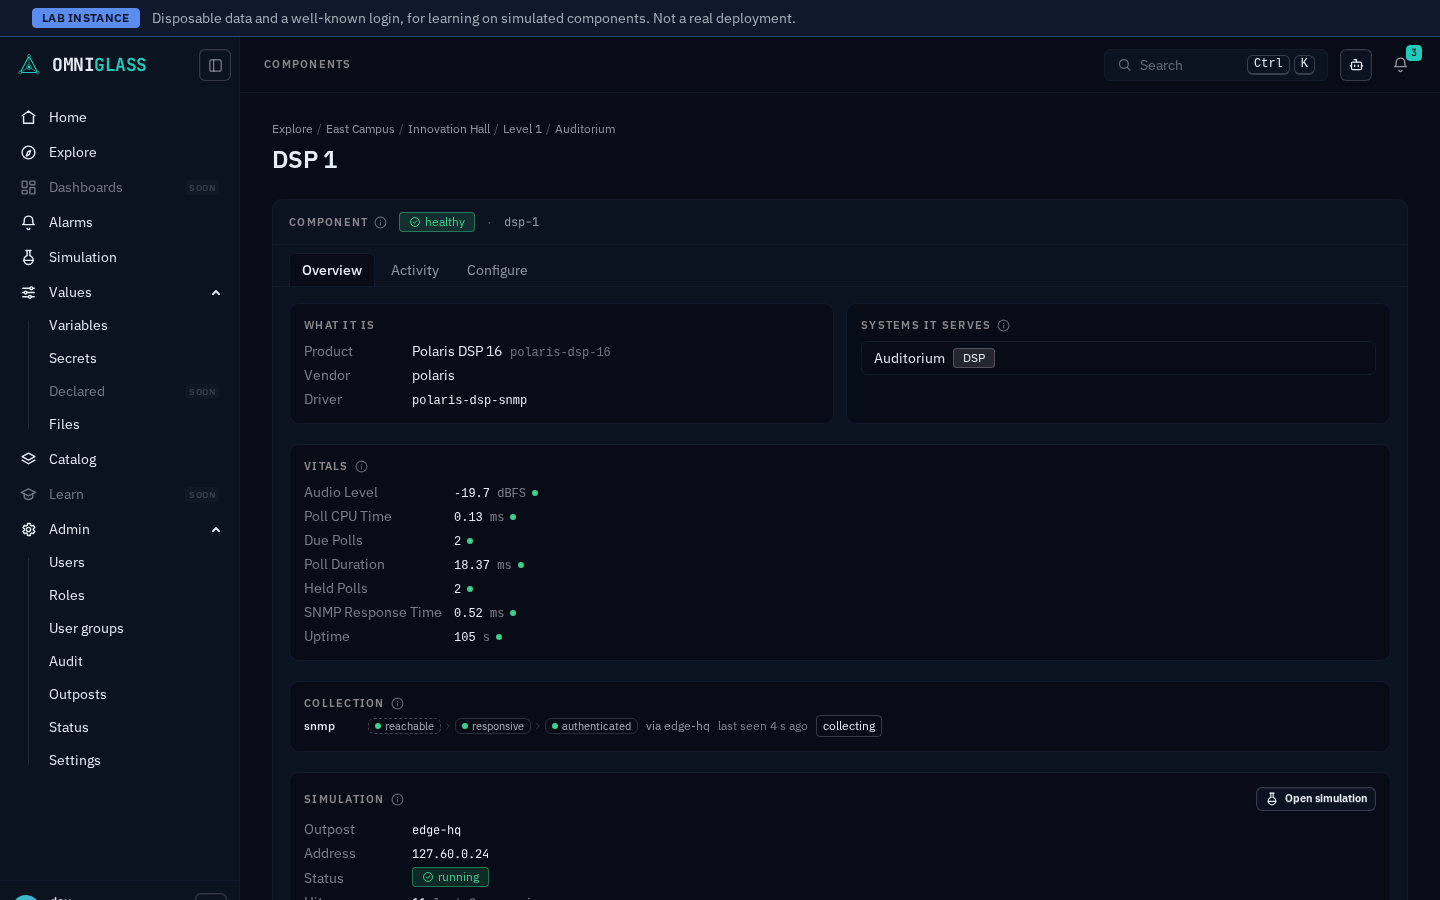 LAB INSTANCE Disposable data and a well-known login, for learning on simulated components. Not a real deployment.
OMNIGLASS
COMPONENTS
Search Ctrl K
3
Home
Explore
Dashboards SOON
Alarms
Simulation
Values
Variables
Secrets
Declared SOON
Files
Catalog
Learn SOON
Admin
Users
Roles
User groups
Audit
Outposts
Status
Settings
Explore / East Campus / Innovation Hall / Level 1 / Auditorium
DSP 1
COMPONENT healthy · dsp-1
Overview Activity Configure
WHAT IT IS
Product Polaris DSP 16 polaris-dsp-16
Vendor polaris
Driver polaris-dsp-snmp
SYSTEMS IT SERVES
Auditorium DSP
VITALS
Audio Level -19.7 dBFS
Poll CPU Time 0.13 ms
Due Polls 2
Poll Duration 18.37 ms
Held Polls 2
SNMP Response Time 0.52 ms
Uptime 105 s
COLLECTION
snmp reachable › responsive › authenticated via edge-hq last seen 4 s ago collecting
SIMULATION Open simulation
Outpost edge-hq
Address 127.60.0.24
Status running